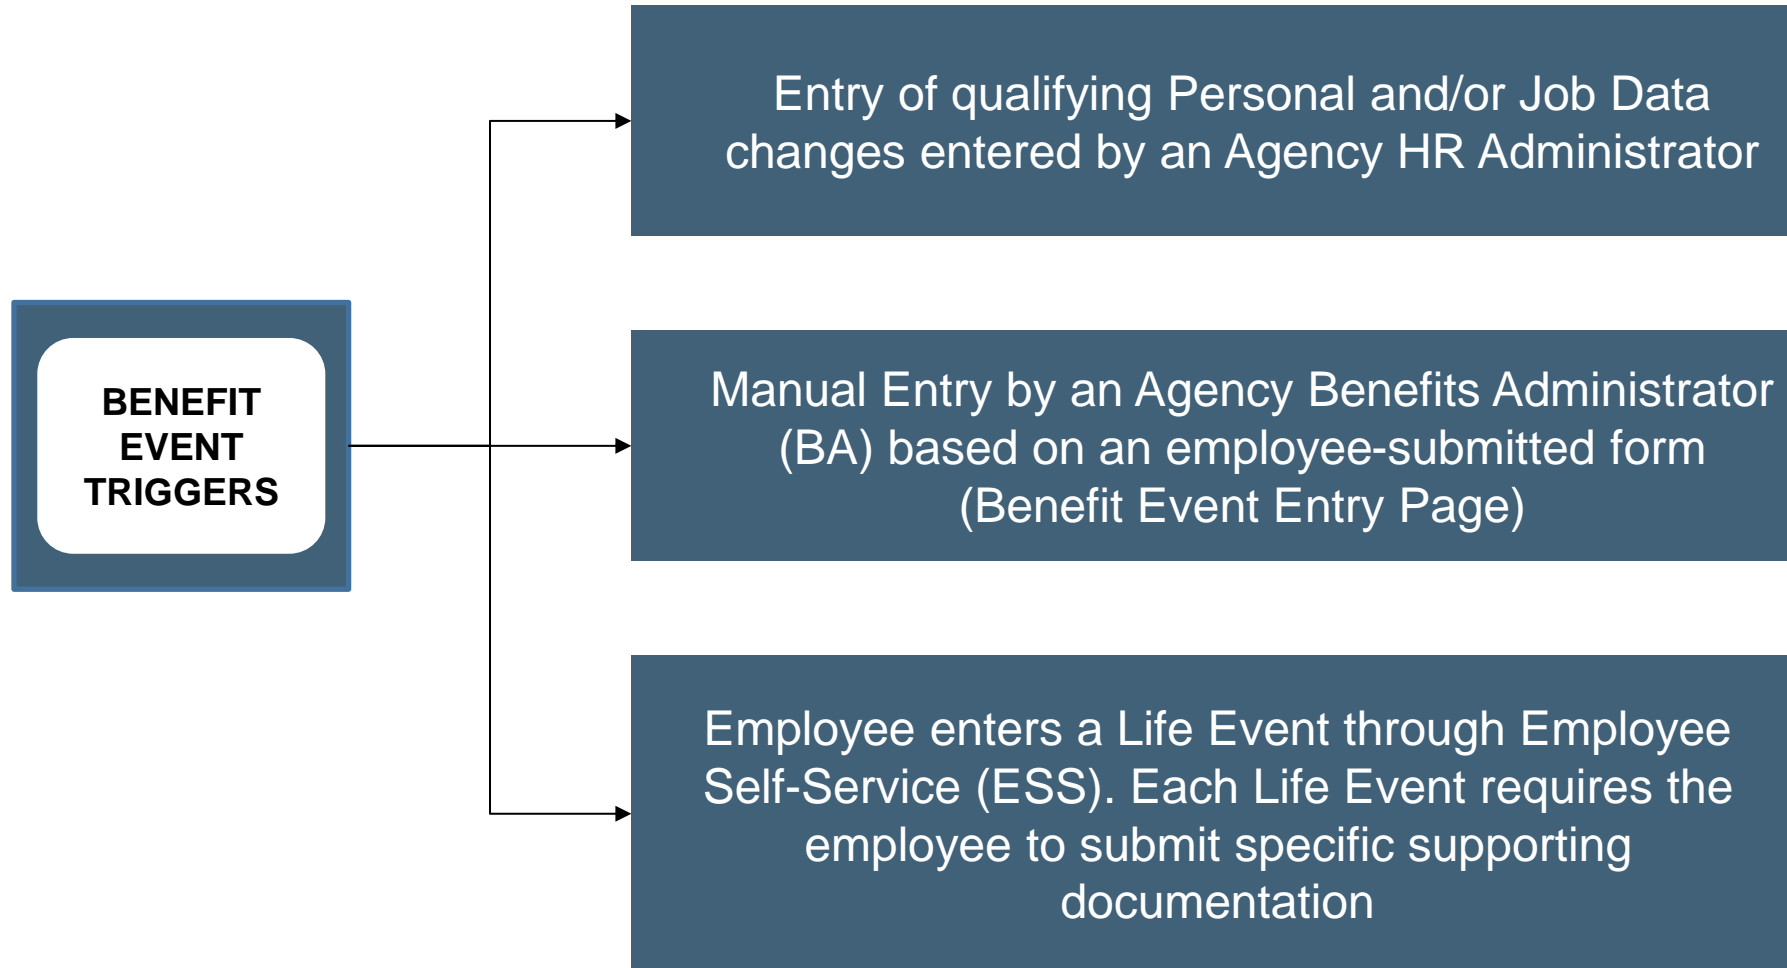 BENEFIT
EVENT
TRIGGERS
Entry of qualifying Personal and/or Job Data
changes entered by an Agency HR Administrator
Manual Entry by an Agency Benefits Administrator
(BA) based on an employee-submitted form
(Benefit Event Entry Page)
Employee enters a Life Event through Employee
Self-Service (ESS). Each Life Event requires the
employee to submit specific supporting
documentation